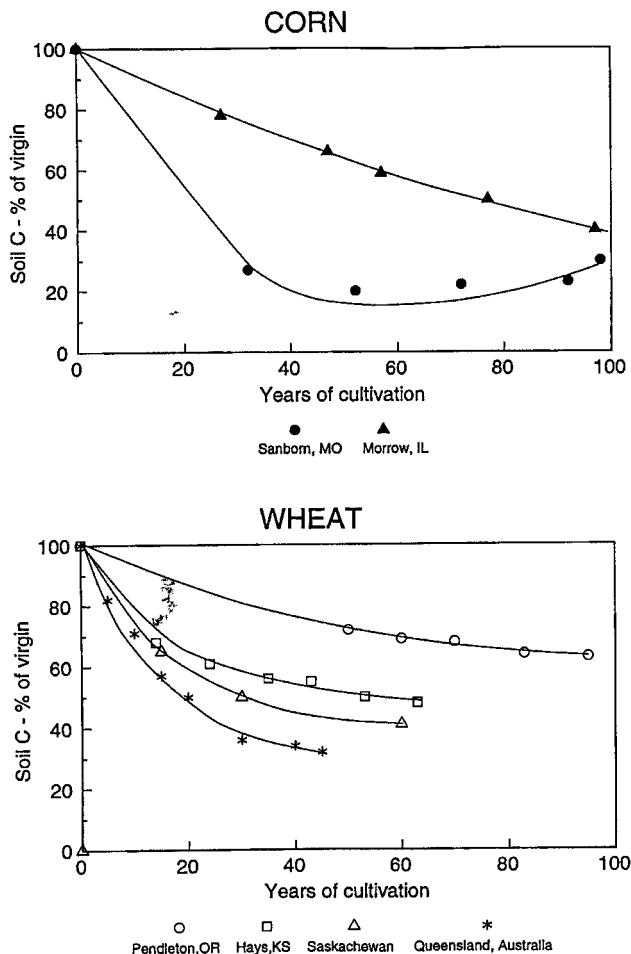 CORN
100
80
60
40
20
0
Soil C - % of virgin
0 20 40 60 80 100
Years of cultivation
Sanborn, MO Morrow, IL
WHEAT
100
80
60
40
20
0
Soil C - % of virgin
0 20 40 60 80 100
Years of cultivation
Pendleton,OR Hays,KS Saskachewan Queensland, Australia